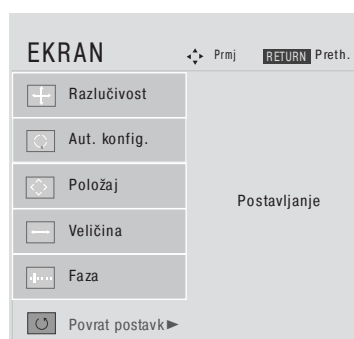 EKRAN
Prmj RETURN Preth.
Razlučivost
Aut. konfig.
Položaj
Postavljanje
Veličina
Faza
Povrat postavk►